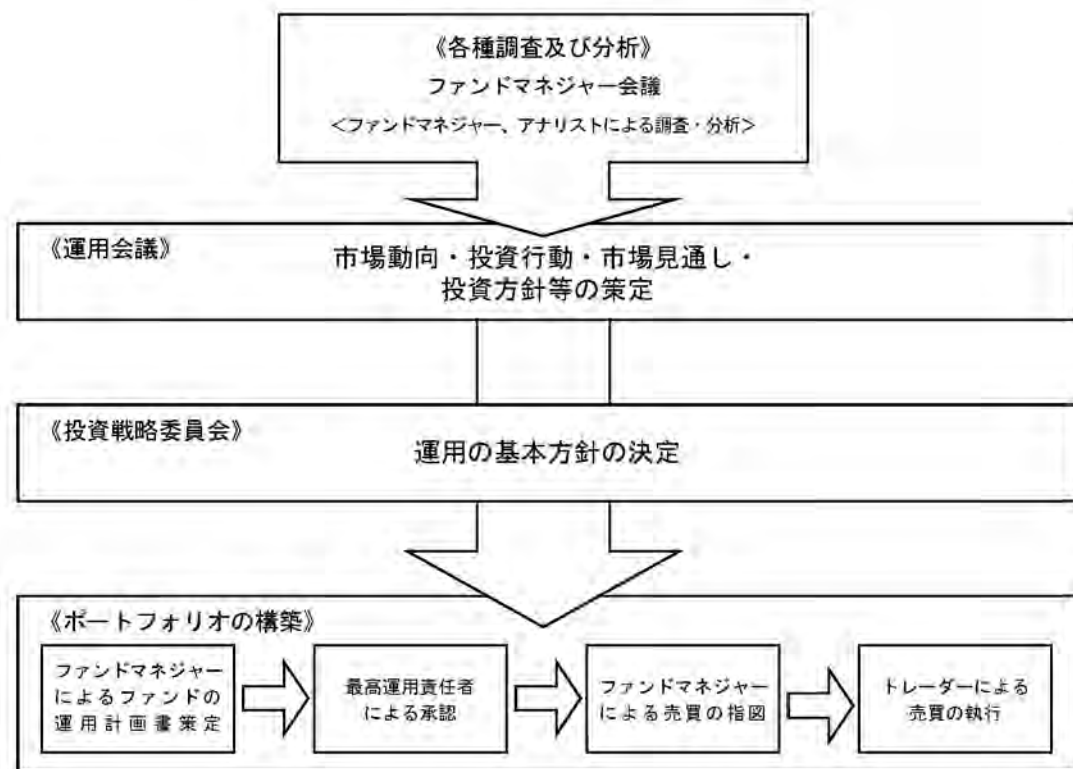 《各種調査及び分析》
ファンドマネジャー会議
<ファンドマネジャー、アナリストによる調査・分析>
《運用会議》
市場動向・投資行動・市場見通し・
投資方針等の策定
《投資戦略委員会》
運用の基本方針の決定
《ポートフォリオの構築》
ファンドマネジャー
によるファンドの
運用計画書策定
最高運用責任者
による承認
ファンドマネジャー
による売買の指図
トレーダーによる
売買の執行